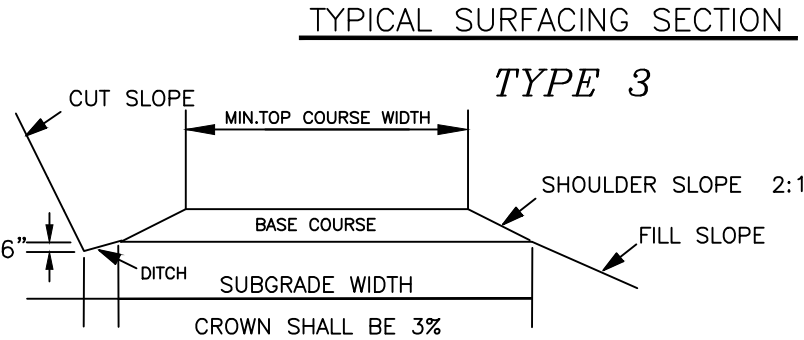 TYPICAL SURFACING SECTION
TYPE 3
CUT SLOPE
MIN.TOP COURSE WIDTH
SHOULDER SLOPE 2:1
BASE COURSE
FILL SLOPE
6"
DITCH
SUBGRADE WIDTH
CROWN SHALL BE 3%